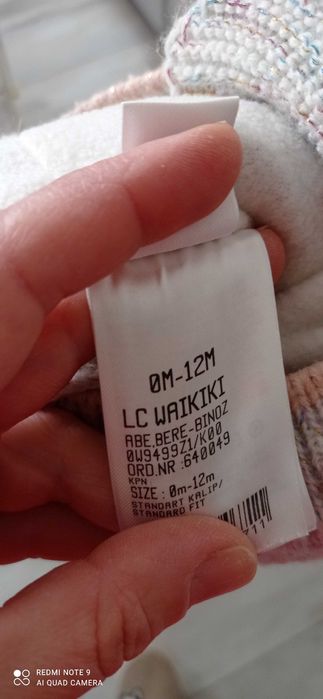 0M-12M
LC WAIKIKI
ABE,BERE-BINOZ
0W9499Z1/K00
ORD.NR :640049
KPN
SIZE : 0m-12m
STANDART KALIP/
STANDARD FIT
711
REDMI NOTE 9
AI QUAD CAMERA